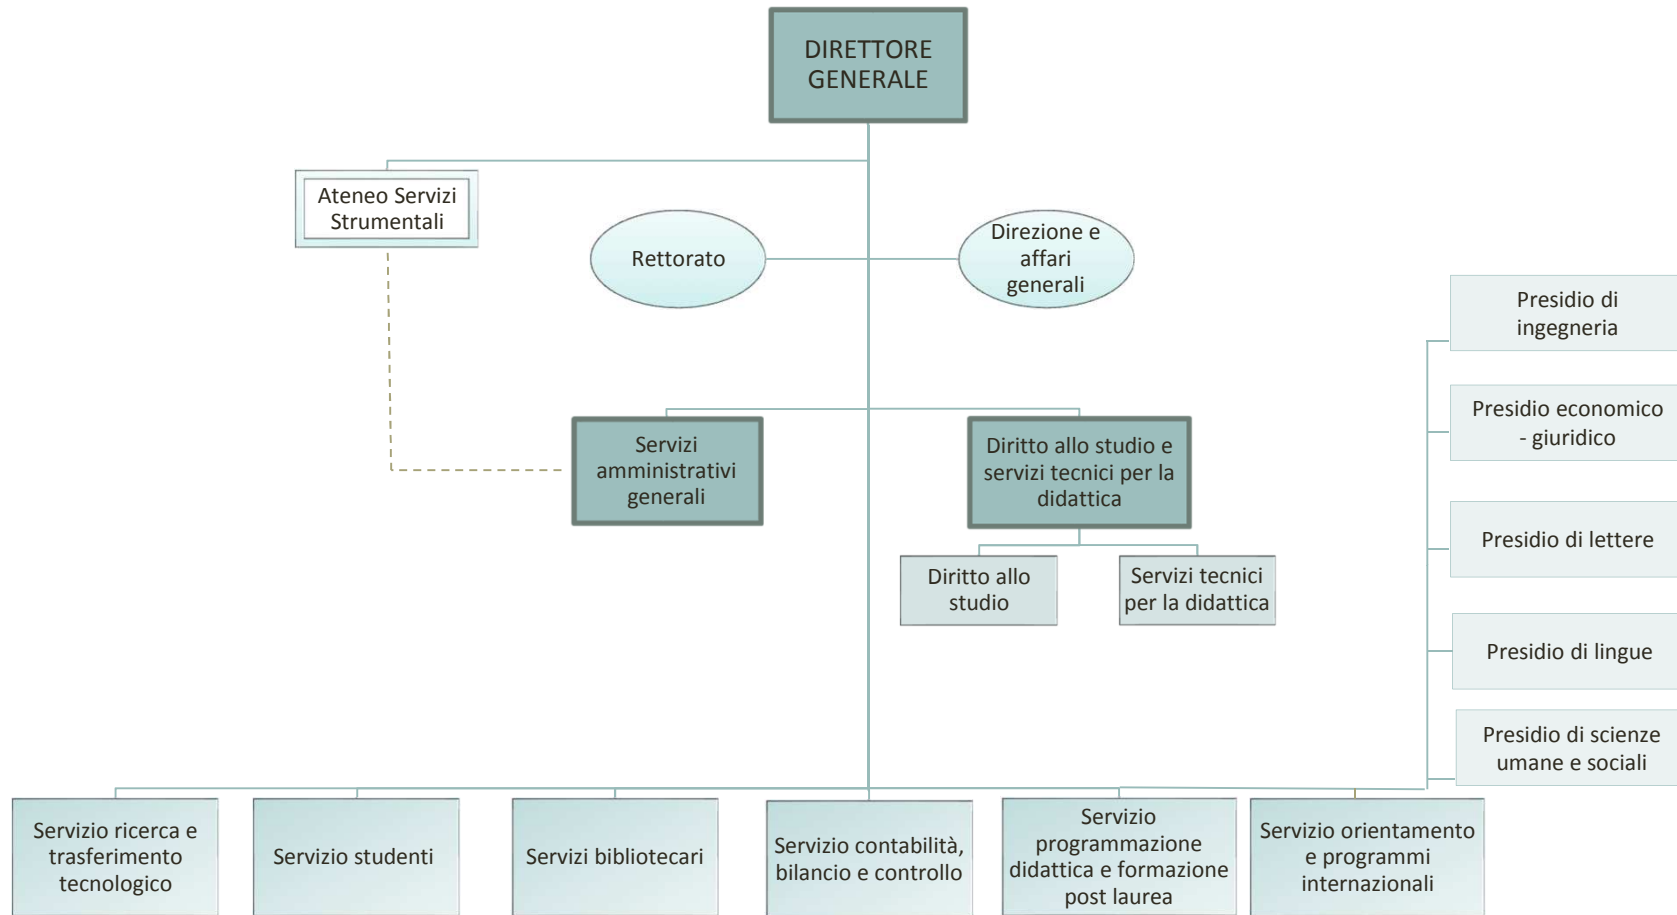 DIRETTORE
GENERALE
Ateneo Servizi
Strumentali
Rettorato
Direzione e
affari
generali
Presidio di
ingegneria
Presidio economico
- giuridico
Servizi
amministrativi
generali
Diritto allo studio e
servizi tecnici per la
didattica
Presidio di lettere
Diritto allo
studio
Servizi tecnici
per la didattica
Presidio di lingue
Presidio di scienze
umane e sociali
Servizio ricerca e
trasferimento
tecnologico
Servizio studenti
Servizi bibliotecari
Servizio contabilità,
bilancio e controllo
Servizio
programmazione
didattica e formazione
post laurea
Servizio orientamento
e programmi
internazionali